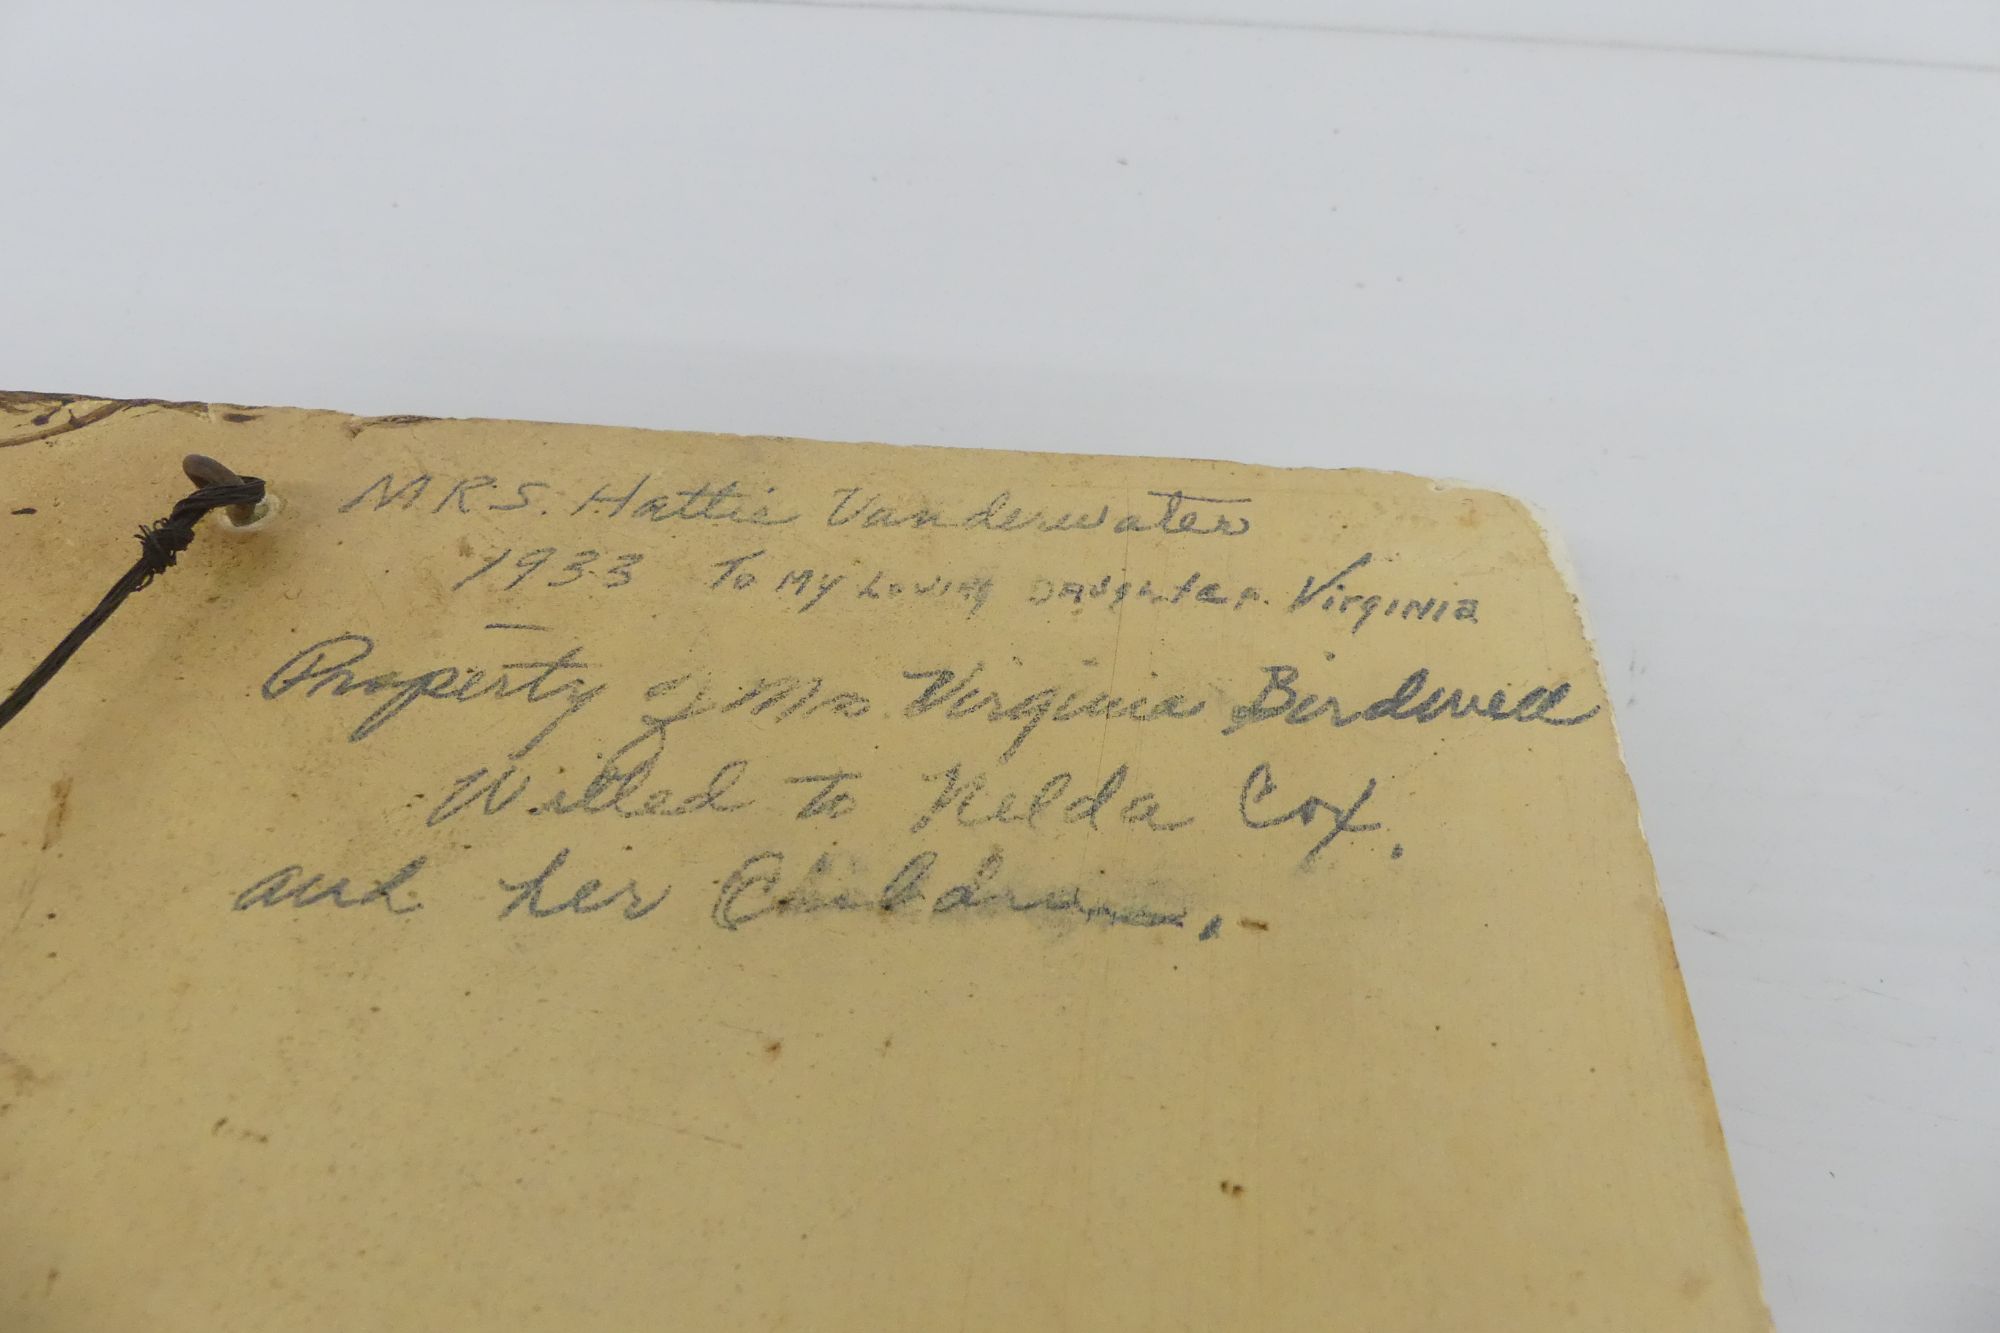 MRS. Hattie Vanderwater
1933 To MY LOVING DAUGHTER. VIRGINIA
Property of Mrs Virginia Birdwell
Willed to Nelda Cox.
and her Children.